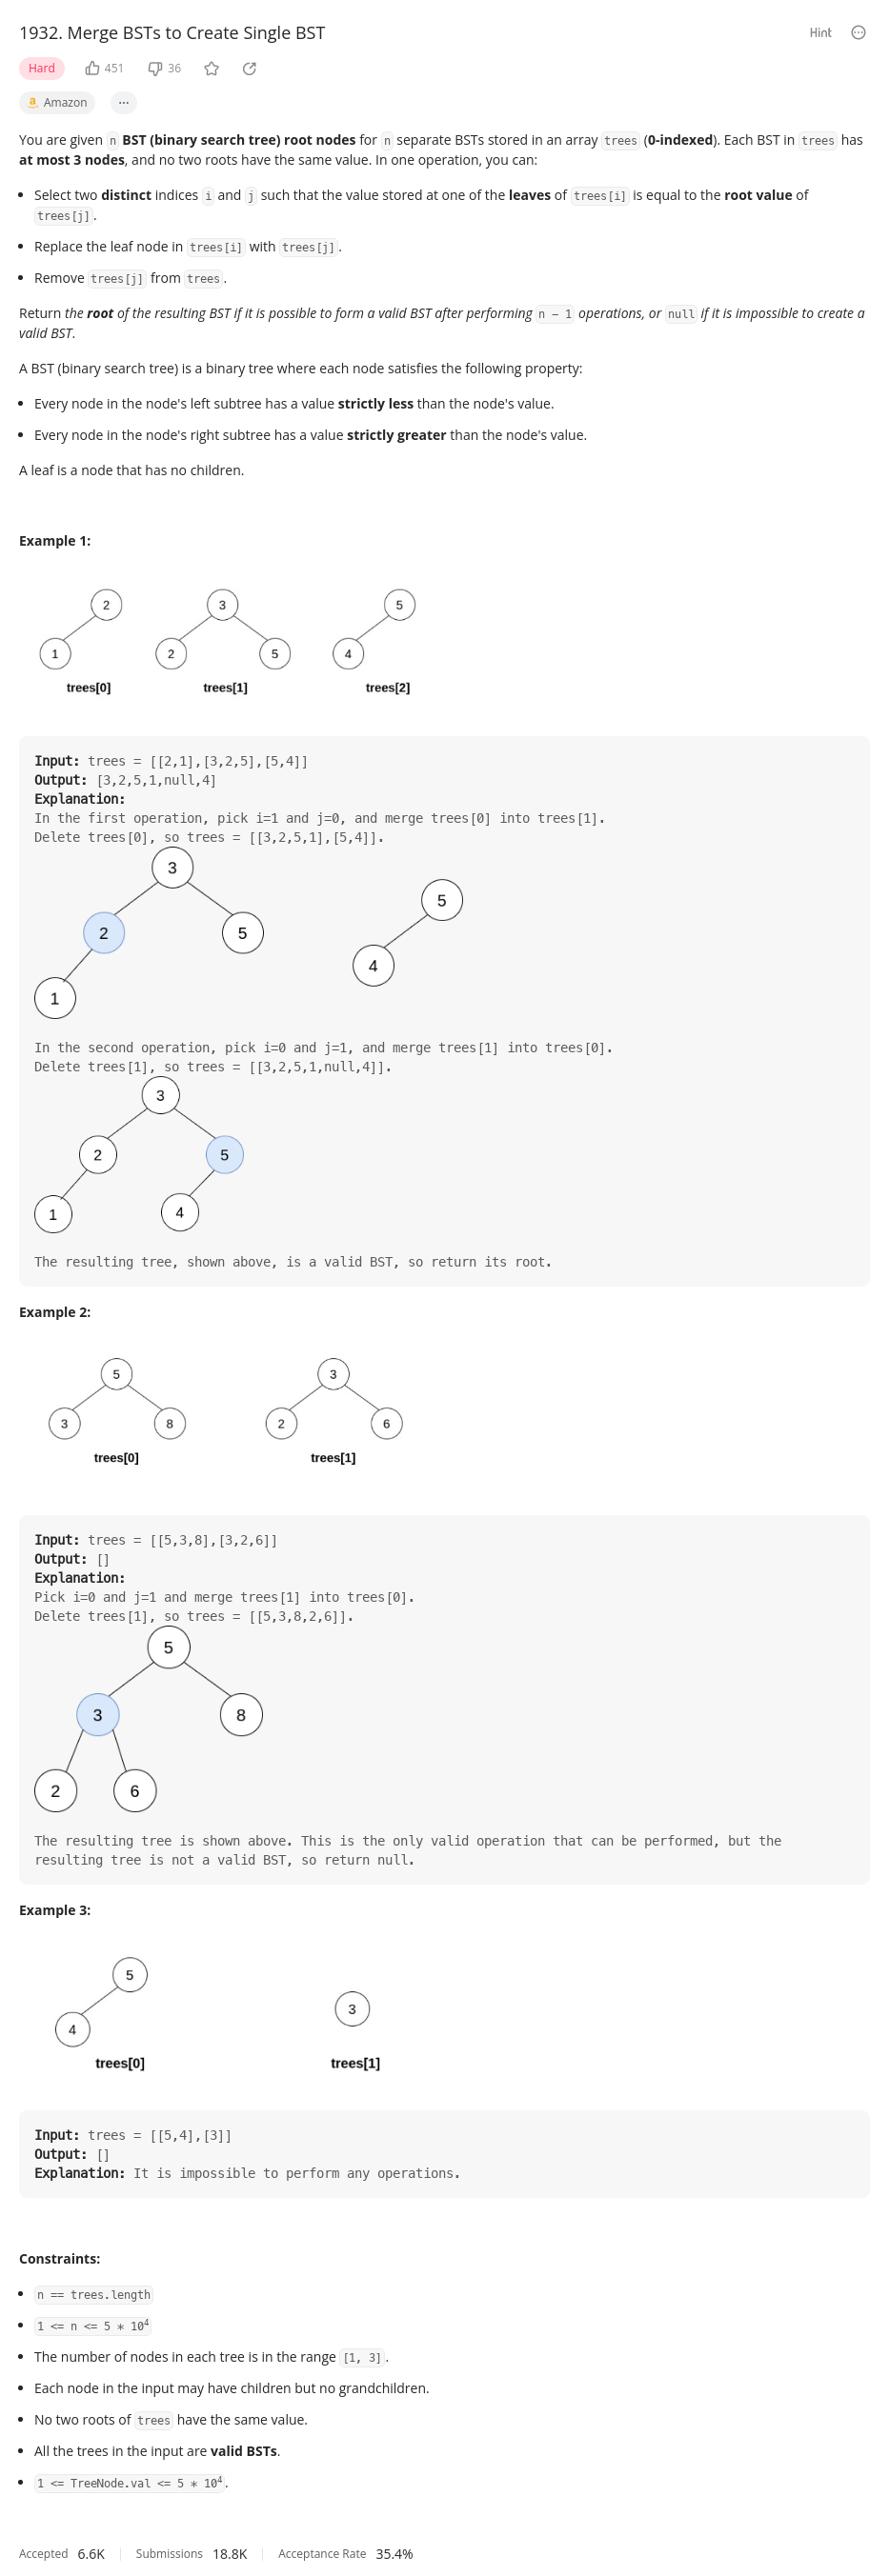 1932. Merge BSTs to Create Single BST
Hint
Hard
451
36
Amazon
You are given n BST (binary search tree) root nodes for n separate BSTs stored in an array trees (0-indexed). Each BST in trees has
at most 3 nodes, and no two roots have the same value. In one operation, you can:
• Select two distinct indices i and j such that the value stored at one of the leaves of trees[i] is equal to the root value of
trees[j].
• Replace the leaf node in trees[i] with trees[j].
• Remove trees[j] from trees.
Return the root of the resulting BST if it is possible to form a valid BST after performing n - 1 operations, or null if it is impossible to create a
valid BST.
A BST (binary search tree) is a binary tree where each node satisfies the following property:
• Every node in the node's left subtree has a value strictly less than the node's value.
• Every node in the node's right subtree has a value strictly greater than the node's value.
A leaf is a node that has no children.
Example 1:
2 3 5
1 2 5 4
trees[0] trees[1] trees[2]
Input: trees = [[2,1],[3,2,5],[5,4]]
Output: [3,2,5,1,null,4]
Explanation:
In the first operation, pick i=1 and j=0, and merge trees[0] into trees[1].
Delete trees[0], so trees = [[3,2,5,1],[5,4]].
3
5
2 5
4
1
In the second operation, pick i=0 and j=1, and merge trees[1] into trees[0].
Delete trees[1], so trees = [[3,2,5,1,null,4]].
3
2 5
1 4
The resulting tree, shown above, is a valid BST, so return its root.
Example 2:
5 3
3 8 2 6
trees[0] trees[1]
Input: trees = [[5,3,8],[3,2,6]]
Output: []
Explanation:
Pick i=0 and j=1 and merge trees[1] into trees[0].
Delete trees[1], so trees = [[5,3,8,2,6]].
5
3 8
2 6
The resulting tree is shown above. This is the only valid operation that can be performed, but the
resulting tree is not a valid BST, so return null.
Example 3:
5
3
4
trees[0] trees[1]
Input: trees = [[5,4],[3]]
Output: []
Explanation: It is impossible to perform any operations.
Constraints:
• n == trees.length
• 1 <= n <= 5 * 10⁴
• The number of nodes in each tree is in the range [1, 3].
• Each node in the input may have children but no grandchildren.
• No two roots of trees have the same value.
• All the trees in the input are valid BSTs.
• 1 <= TreeNode.val <= 5 * 10⁴.
Accepted 6.6K Submissions 18.8K Acceptance Rate 35.4%